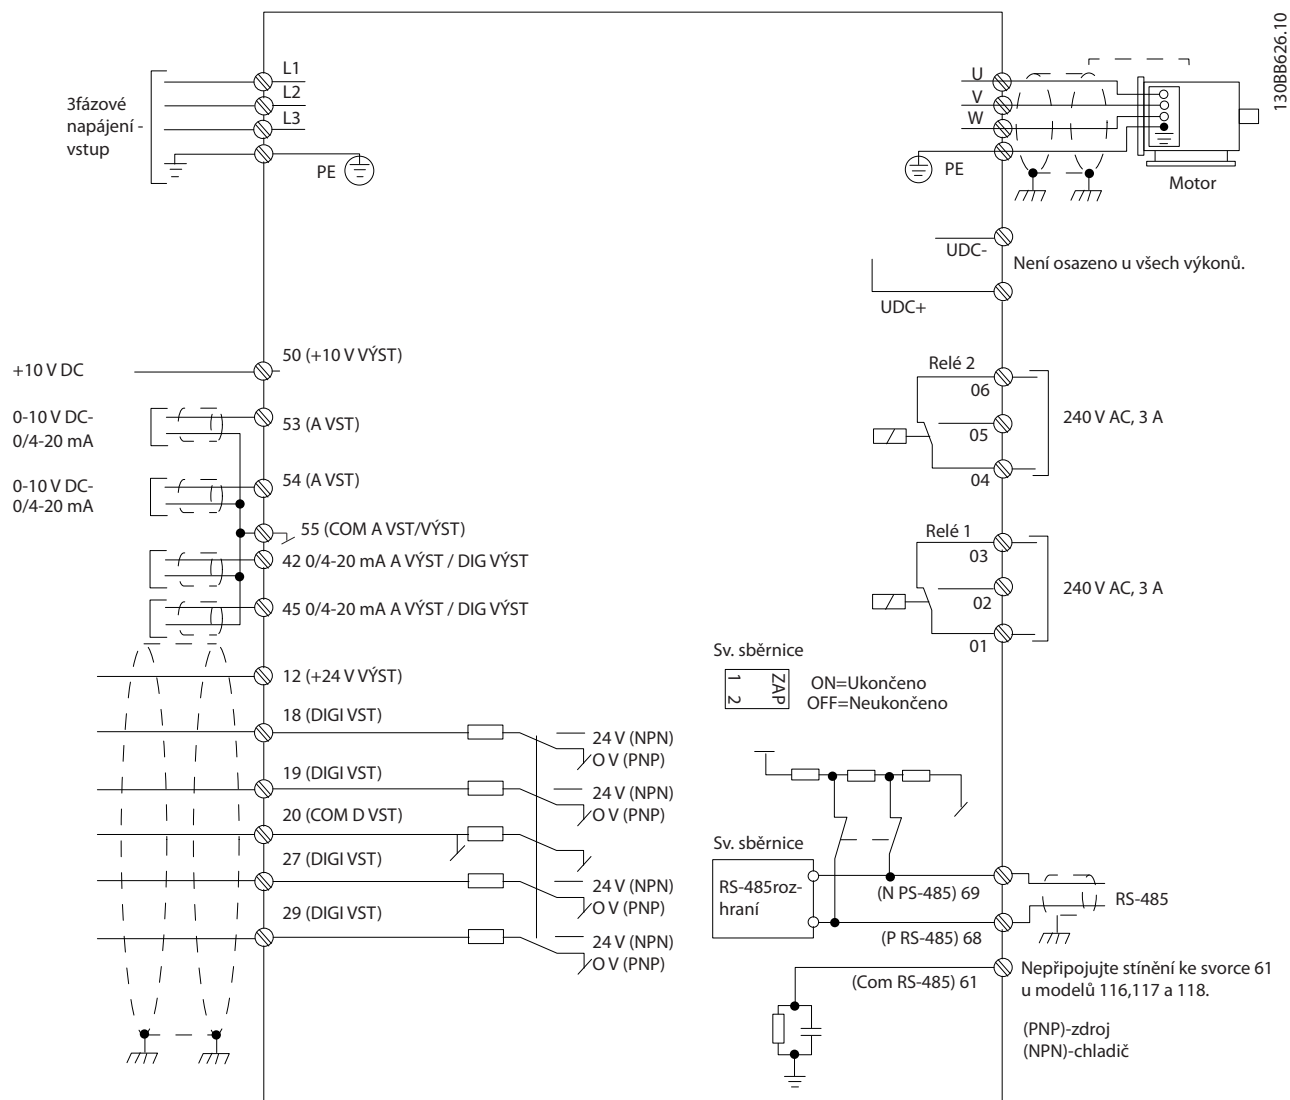 130BB626.10
3fázové
napájení -
vstup
L1
L2
L3
PE
U
V
W
PE
Motor
UDC-
Není osazeno u všech výkonů.
UDC+
+10 V DC
50 (+10 V VÝST)
0-10 V DC-
0/4-20 mA
53 (A VST)
0-10 V DC-
0/4-20 mA
54 (A VST)
55 (COM A VST/VÝST)
42 0/4-20 mA A VÝST / DIG VÝST
45 0/4-20 mA A VÝST / DIG VÝST
12 (+24 V VÝST)
18 (DIGI VST)
24 V (NPN)
O V (PNP)
19 (DIGI VST)
24 V (NPN)
O V (PNP)
20 (COM D VST)
27 (DIGI VST)
24 V (NPN)
O V (PNP)
29 (DIGI VST)
24 V (NPN)
O V (PNP)
Relé 2
06
05
04
240 V AC, 3 A
Relé 1
03
02
01
240 V AC, 3 A
Sv. sběrnice
1
2
ZAP
ON=Ukončeno
OFF=Neukončeno
Sv. sběrnice
RS-485roz-
hraní
(N PS-485) 69
RS-485
(P RS-485) 68
(Com RS-485) 61
Nepřipojujte stínění ke svorce 61
u modelů 116,117 a 118.
(PNP)-zdroj
(NPN)-chladič